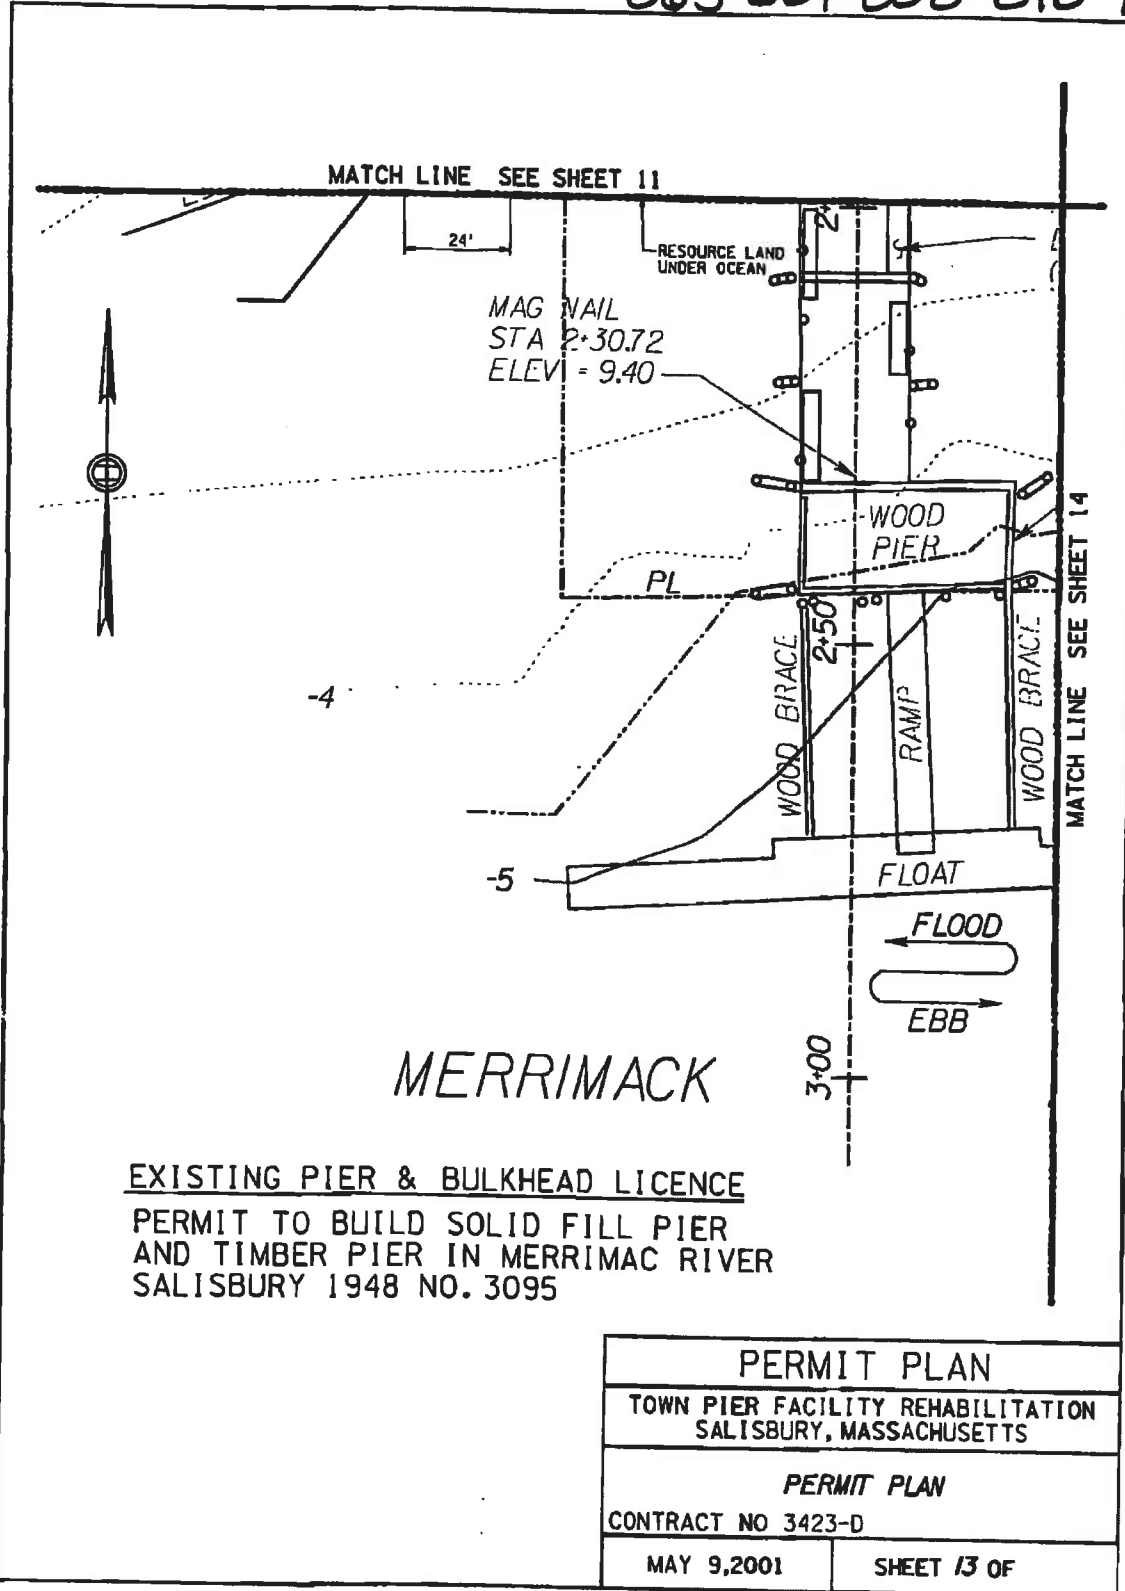 MATCH LINE SEE SHEET 11
24'
RESOURCE LAND
UNDER OCEAN
2+
MAG NAIL
STA 2+30.72
ELEV = 9.40
WOOD
PIER
PL
2+50
-4
WOOD BRACE
RAMP
WOOD BRACE
MATCH LINE SEE SHEET 14
-5
FLOAT
FLOOD
EBB
3+00
MERRIMACK
EXISTING PIER & BULKHEAD LICENCE
PERMIT TO BUILD SOLID FILL PIER
AND TIMBER PIER IN MERRIMAC RIVER
SALISBURY 1948 NO. 3095
PERMIT PLAN
TOWN PIER FACILITY REHABILITATION
SALISBURY, MASSACHUSETTS
PERMIT PLAN
CONTRACT NO 3423-D
MAY 9,2001
SHEET 13 OF